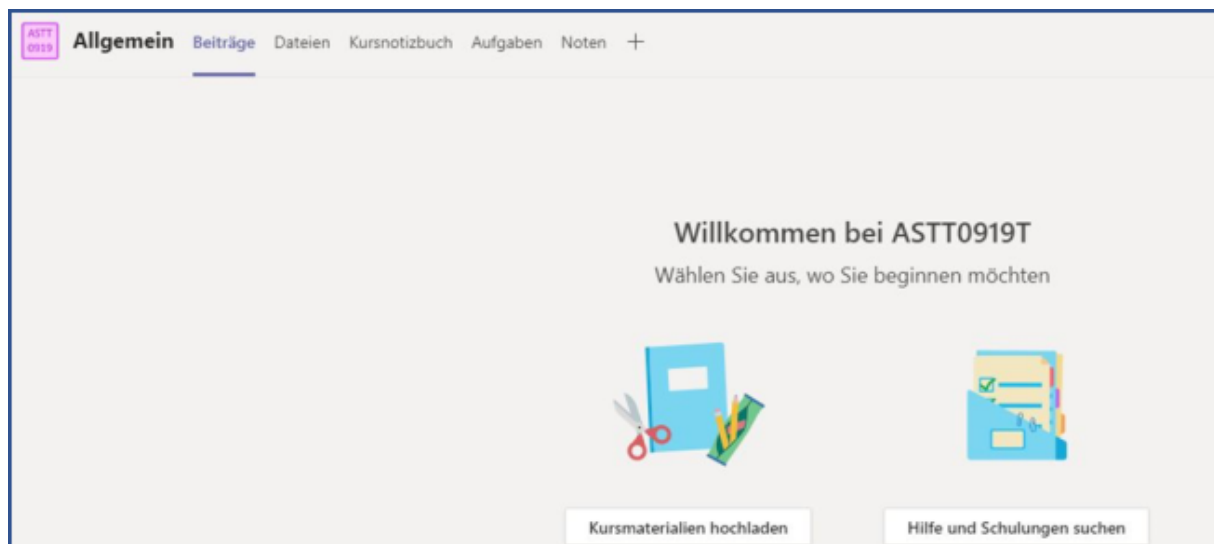 ASTT
0919
Allgemein Beiträge Dateien Kursnotizbuch Aufgaben Noten +
Willkommen bei ASTT0919T
Wählen Sie aus, wo Sie beginnen möchten
Kursmaterialien hochladen Hilfe und Schulungen suchen